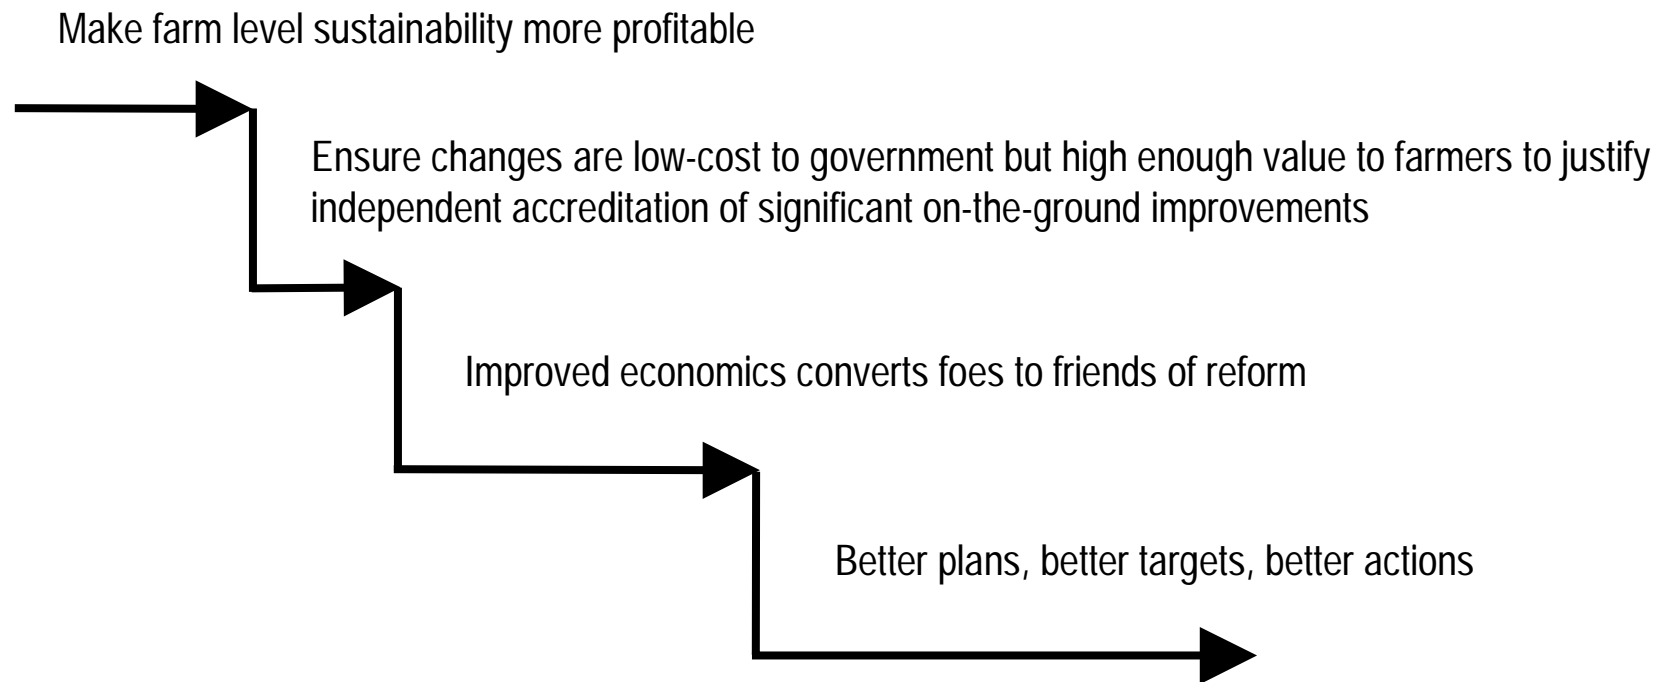 Make farm level sustainability more profitable
Ensure changes are low-cost to government but high enough value to farmers to justify
independent accreditation of significant on-the-ground improvements
Improved economics converts foes to friends of reform
Better plans, better targets, better actions